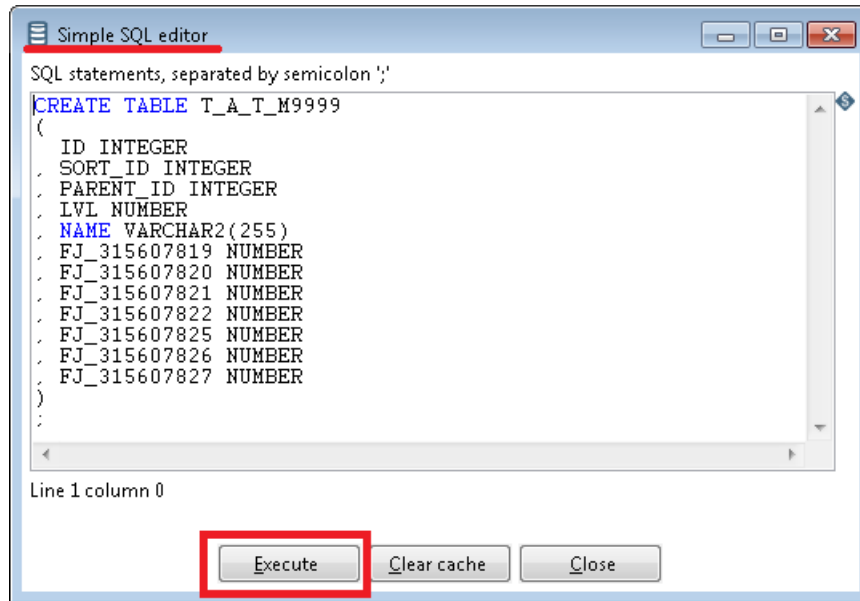 Simple SQL editor
SQL statements, separated by semicolon ';'
CREATE TABLE T_A_T_M9999
(
  ID INTEGER
, SORT_ID INTEGER
, PARENT_ID INTEGER
, LVL NUMBER
, NAME VARCHAR2(255)
, FJ_315607819 NUMBER
, FJ_315607820 NUMBER
, FJ_315607821 NUMBER
, FJ_315607822 NUMBER
, FJ_315607825 NUMBER
, FJ_315607826 NUMBER
, FJ_315607827 NUMBER
)
;
Line 1 column 0
Execute Clear cache Close